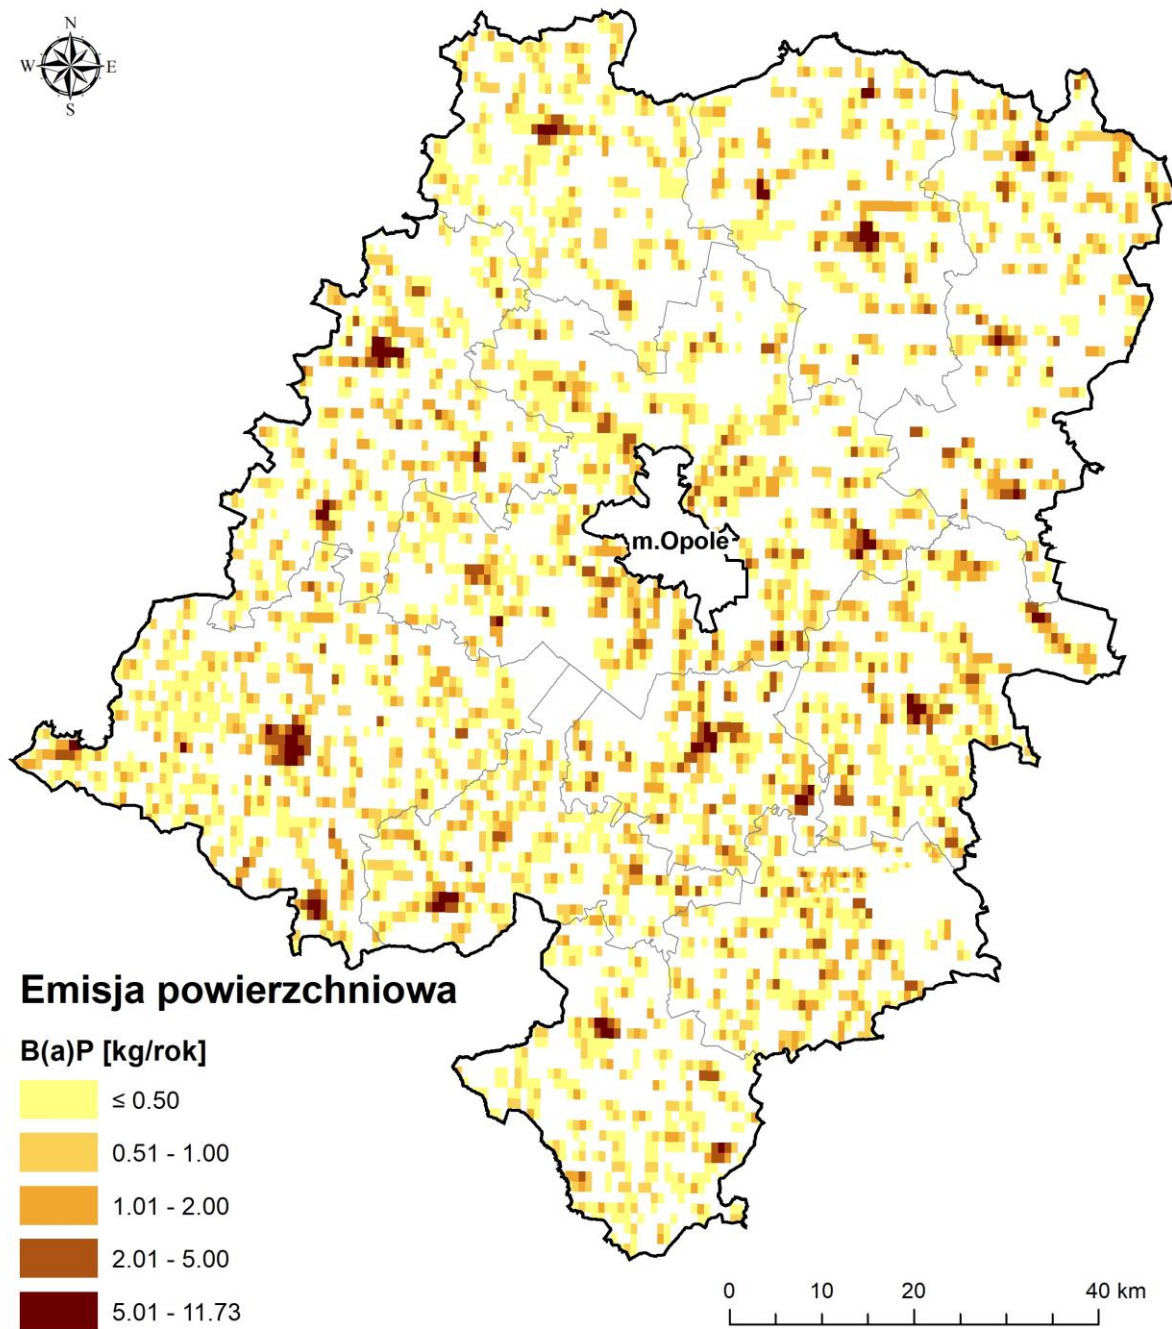 N
W E
S
m.Opole
Emisja powierzchniowa
B(a)P [kg/rok]
≤ 0.50
0.51 - 1.00
1.01 - 2.00
2.01 - 5.00
5.01 - 11.73
0 10 20 40 km